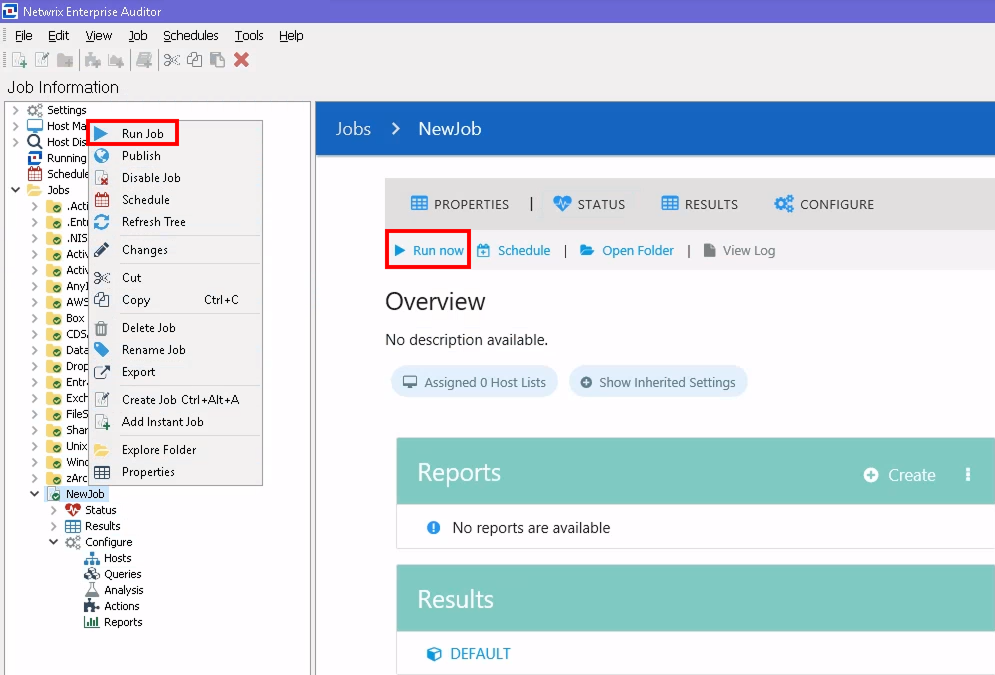 Netwrix Enterprise Auditor
File Edit View Job Schedules Tools Help
Job Information
Settings
Host Ma
Host Dis
Running
Schedule
Jobs
.Acti
.Entr
.NIS
Activ
Activ
AnyI
AWS
Box
CDSA
Data
Drop
Entra
Exch
FileS
Shar
Unix
Wind
zArc
NewJob
Status
Results
Configure
Hosts
Queries
Analysis
Actions
Reports
Run Job
Publish
Disable Job
Schedule
Refresh Tree
Changes
Cut
Copy Ctrl+C
Delete Job
Rename Job
Export
Create Job Ctrl+Alt+A
Add Instant Job
Explore Folder
Properties
Jobs > NewJob
PROPERTIES | STATUS RESULTS CONFIGURE
Run now Schedule | Open Folder | View Log
Overview
No description available.
Assigned 0 Host Lists Show Inherited Settings
Reports Create
No reports are available
Results
DEFAULT